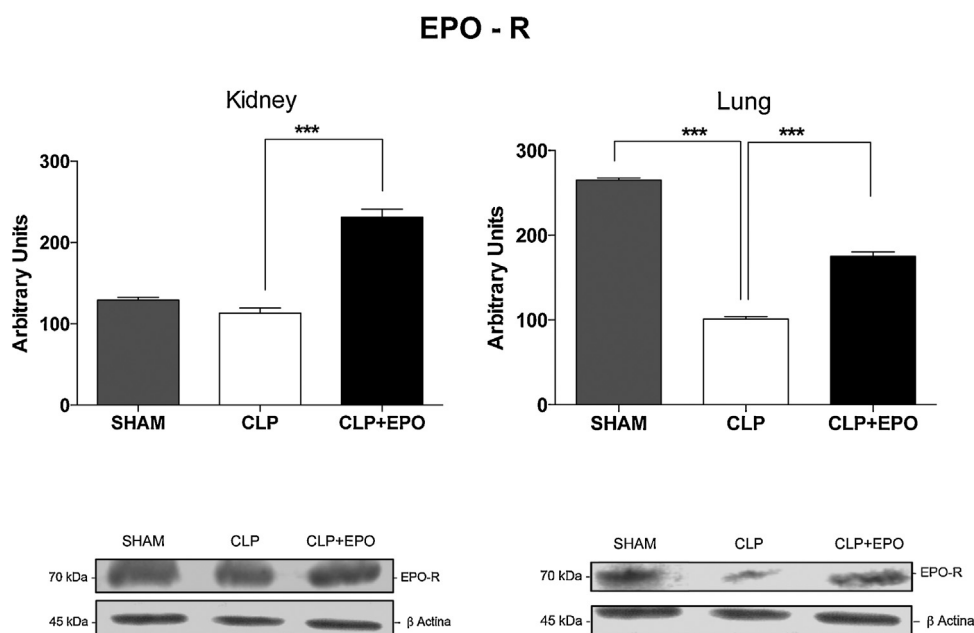 EPO - R
Kidney
***
Arbitrary Units
300
200
100
0
SHAM CLP CLP+EPO
Lung
*** ***
Arbitrary Units
300
200
100
0
SHAM CLP CLP+EPO
SHAM CLP CLP+EPO
70 kDa - - EPO-R
45 kDa - - β Actina
SHAM CLP CLP+EPO
70 kDa - - EPO-R
45 kDa - - β Actina